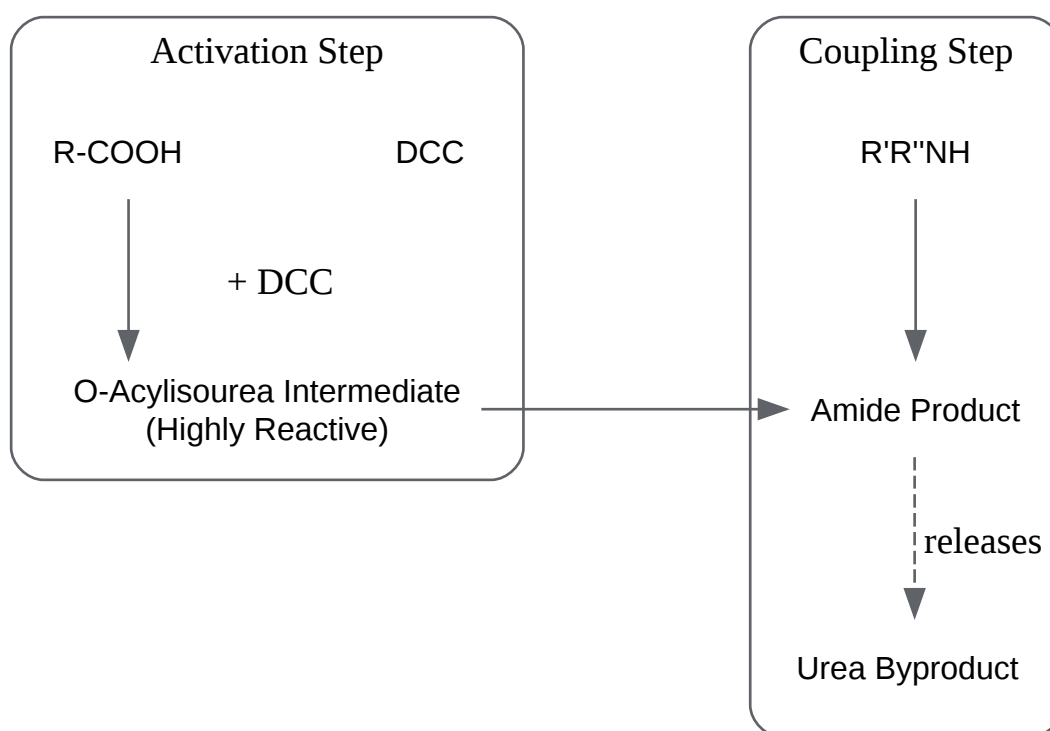 Activation Step
R-COOH
DCC
+ DCC
O-Acylisourea Intermediate
(Highly Reactive)
Coupling Step
R'R"NH
Amide Product
releases
Urea Byproduct